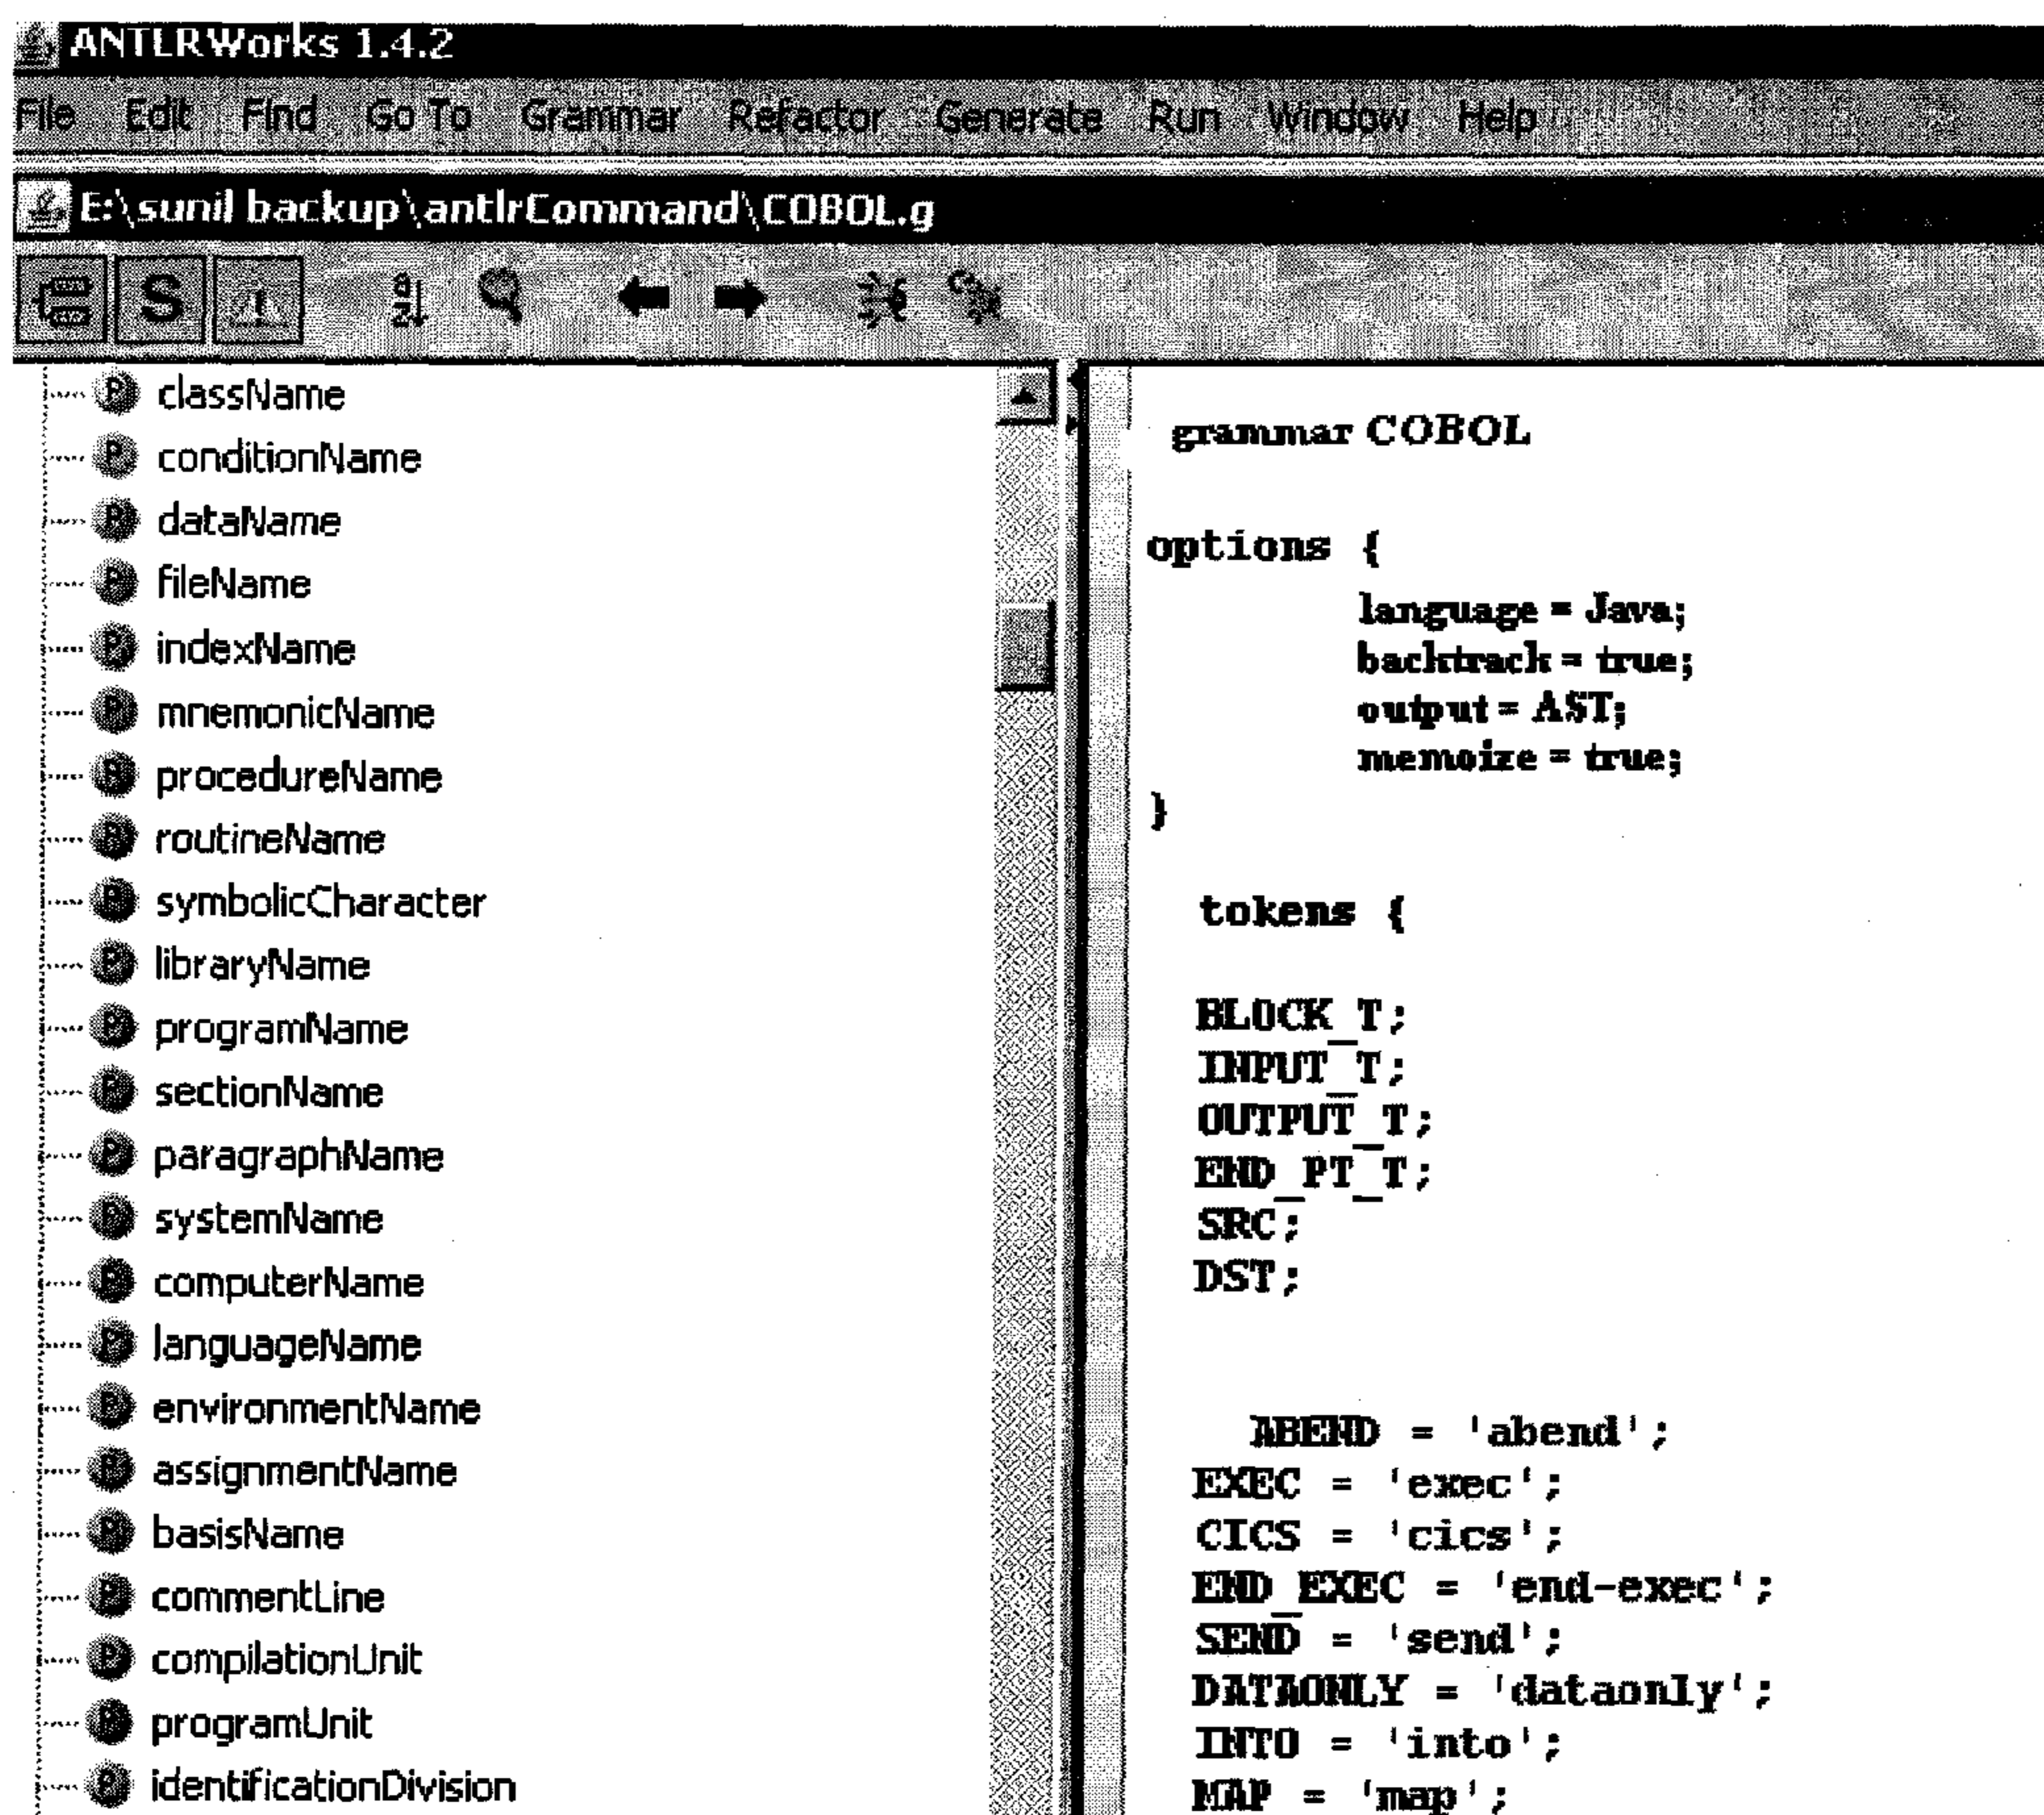 ANTLRWorks 1.4.2
File Edit Find Go To Grammar Refactor Generate Run Window Help
E:\sunil backup\antlrCommand\COBOL.g
S
className
conditionName
dataName
fileName
indexName
mnemonicName
procedureName
routineName
symbolicCharacter
libraryName
programName
sectionName
paragraphName
systemName
computerName
languageName
environmentName
assignmentName
basisName
commentLine
compilationUnit
programUnit
identificationDivision
grammar COBOL
options {
language = Java;
backtrack = true;
output = AST;
memoize = true;
}
tokens {
BLOCK_T;
INPUT_T;
OUTPUT_T;
END_PT_T;
SRC;
DST;
ABEND = 'abend';
EXEC = 'exec';
CICS = 'cics';
END_EXEC = 'end-exec';
SEND = 'send';
DATAONLY = 'dataonly';
INTO = 'into';
MAP = 'map';